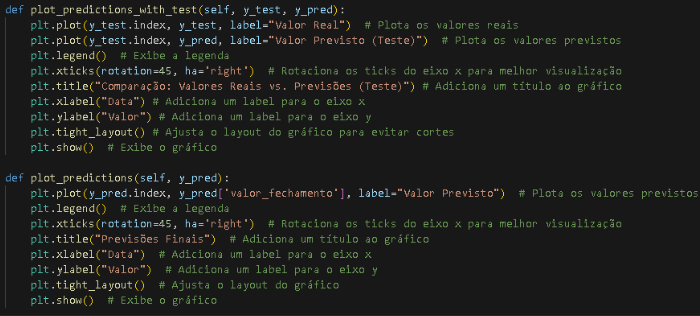 def plot_predictions_with_test(self, y_test, y_pred):
    plt.plot(y_test.index, y_test, label="Valor Real")  # Plota os valores reais
    plt.plot(y_test.index, y_pred, label="Valor Previsto (Teste)")  # Plota os valores previstos
    plt.legend()  # Exibe a legenda
    plt.xticks(rotation=45, ha='right')  # Rotaciona os ticks do eixo x para melhor visualização
    plt.title("Comparação: Valores Reais vs. Previsões (Teste)") # Adiciona um título ao gráfico
    plt.xlabel("Data") # Adiciona um label para o eixo x
    plt.ylabel("Valor") # Adiciona um label para o eixo y
    plt.tight_layout() # Ajusta o layout do gráfico para evitar cortes
    plt.show()  # Exibe o gráfico
def plot_predictions(self, y_pred):
    plt.plot(y_pred.index, y_pred['valor_fechamento'], label="Valor Previsto")  # Plota os valores previstos
    plt.legend()  # Exibe a legenda
    plt.xticks(rotation=45, ha='right')  # Rotaciona os ticks do eixo x para melhor visualização
    plt.title("Previsões Finais")  # Adiciona um título ao gráfico
    plt.xlabel("Data")  # Adiciona um label para o eixo x
    plt.ylabel("Valor")  # Adiciona um label para o eixo y
    plt.tight_layout()  # Ajusta o layout do gráfico
    plt.show()  # Exibe o gráfico